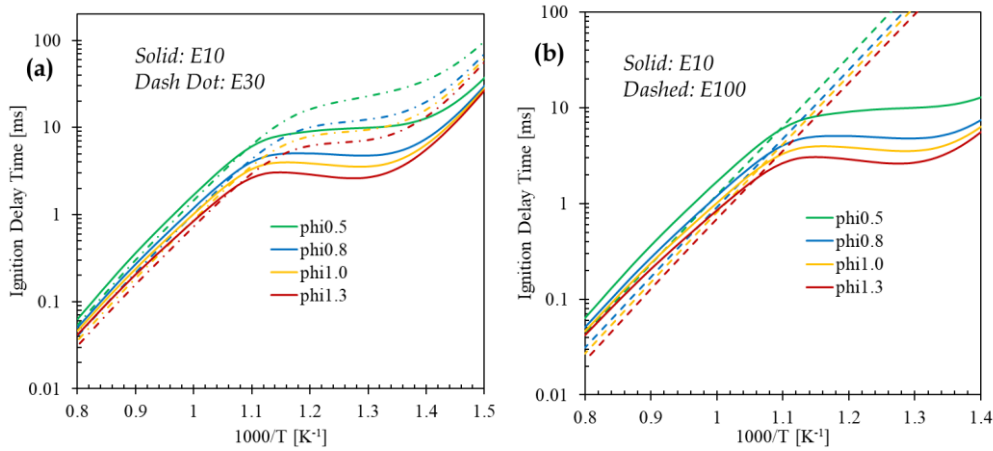 (a)
Solid: E10
Dash Dot: E30
Ignition Delay Time [ms]
100
10
1
0.1
0.01
phi0.5
phi0.8
phi1.0
phi1.3
0.8 0.9 1 1.1 1.2 1.3 1.4 1.5
1000/T [K⁻¹]
(b)
Solid: E10
Dashed: E100
Ignition Delay Time [ms]
100
10
1
0.1
0.01
phi0.5
phi0.8
phi1.0
phi1.3
0.8 0.9 1 1.1 1.2 1.3 1.4
1000/T [K⁻¹]